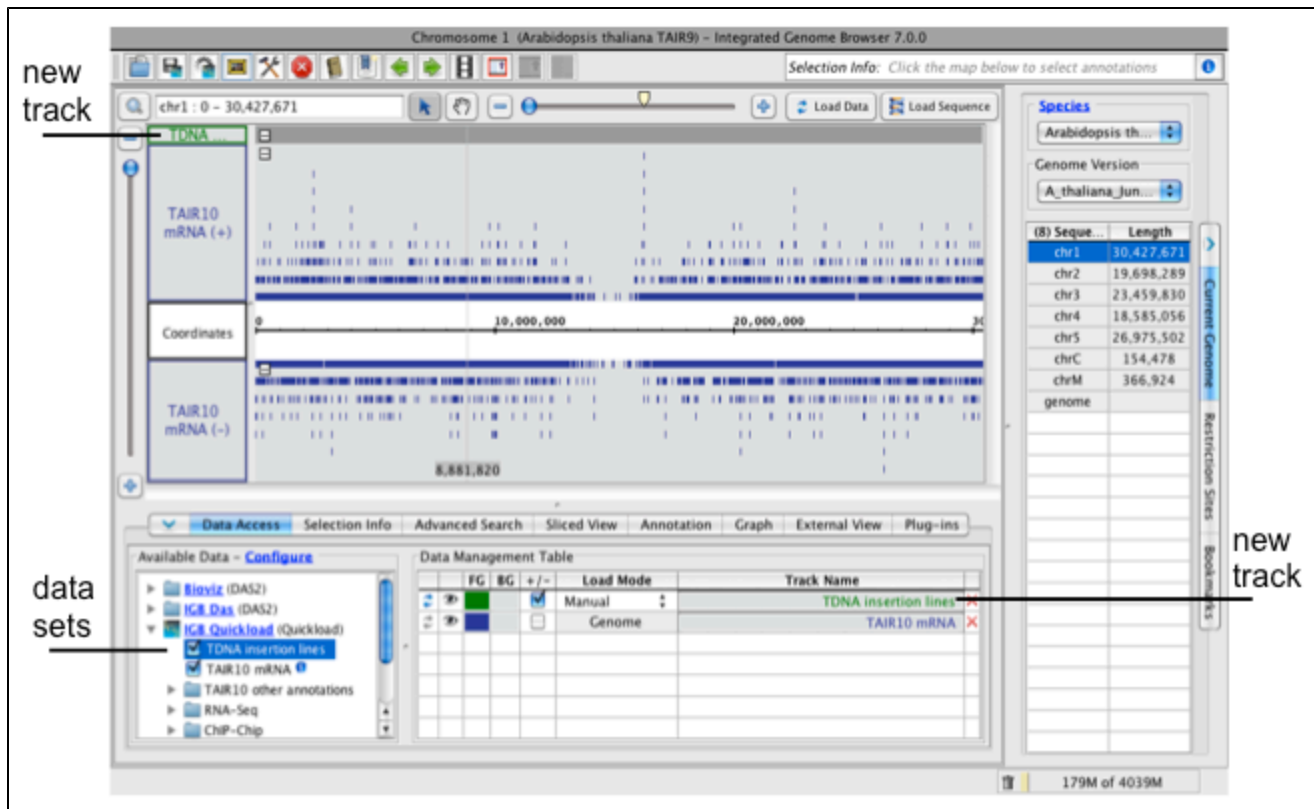 Chromosome 1 (Arabidopsis thaliana TAIR9) - Integrated Genome Browser 7.0.0
new
track
Selection Info: Click the map below to select annotations
chr1 : 0 - 30,427,671
Load Data
Load Sequence
TDNA ...
TAIR10
mRNA (+)
Coordinates
0 10,000,000 20,000,000 30
TAIR10
mRNA (-)
8,881,820
Species
Arabidopsis th...
Genome Version
A_thaliana_Jun...
(8) Seque... Length
chr1 30,427,671
chr2 19,698,289
chr3 23,459,830
chr4 18,585,056
chr5 26,975,502
chrC 154,478
chrM 366,924
genome
Current Genome
Restriction Sites
Bookmarks
Data Access Selection Info Advanced Search Sliced View Annotation Graph External View Plug-ins
Available Data - Configure
Bioviz (DAS2)
IGB Das (DAS2)
IGB Quickload (Quickload)
TDNA insertion lines
TAIR10 mRNA
TAIR10 other annotations
RNA-Seq
ChIP-Chip
data
sets
Data Management Table
FG BG +/- Load Mode Track Name
Manual TDNA insertion lines
Genome TAIR10 mRNA
new
track
179M of 4039M